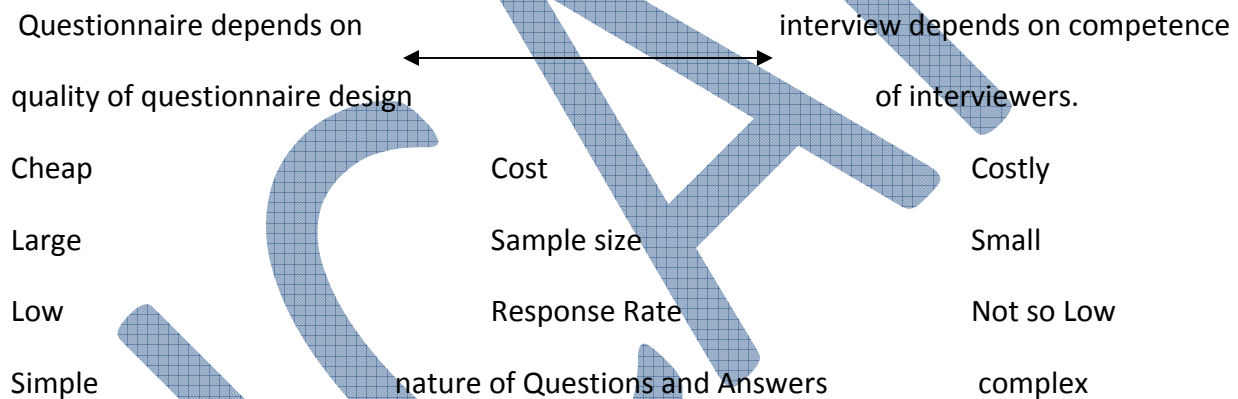 Questionnaire depends on interview depends on competence
quality of questionnaire design of interviewers.
Cheap Cost Costly
Large Sample size Small
Low Response Rate Not so Low
Simple nature of Questions and Answers complex